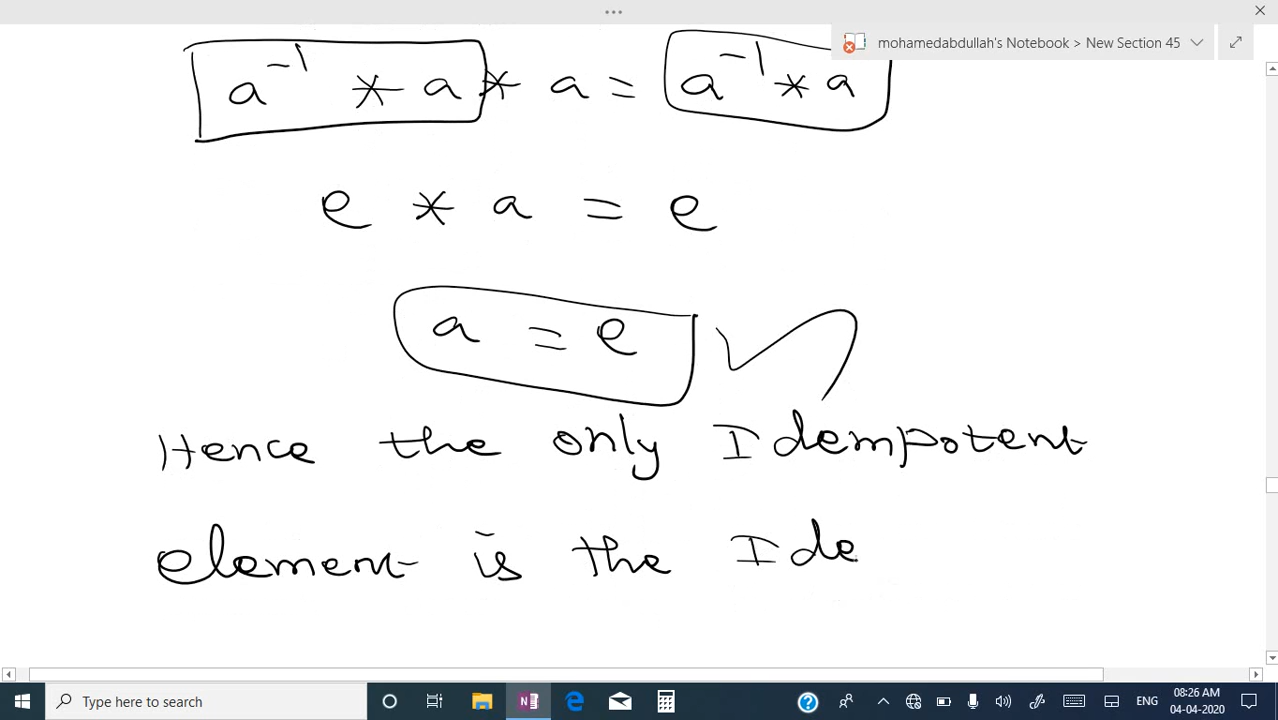 mohamedabdullah's Notebook > New Section 45
a⁻¹ * a * a = a⁻¹ * a
e * a = e
a = e
Hence the only Idempotent
element is the Ide
Type here to search
ENG
08:26 AM
04-04-2020